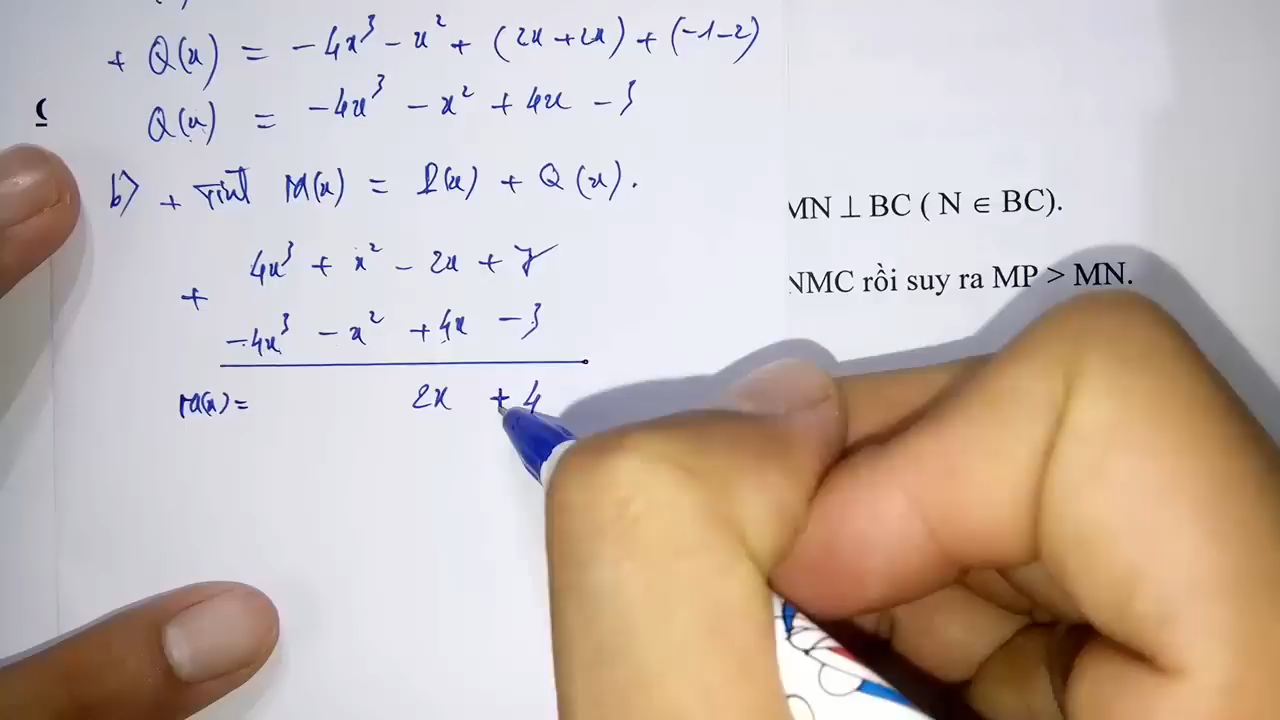 + Q(x) = -4x³ - x² + (2x + 2x) + (-1-2)
Q(x) = -4x³ - x² + 4x - 3
b) + Tính M(x) = P(x) + Q(x).
4x³ + x² - 2x + 7
+
-4x³ - x² + 4x - 3
M(x) = 2x + 4
MN ⊥ BC ( N ∈ BC).
NMC rồi suy ra MP > MN.